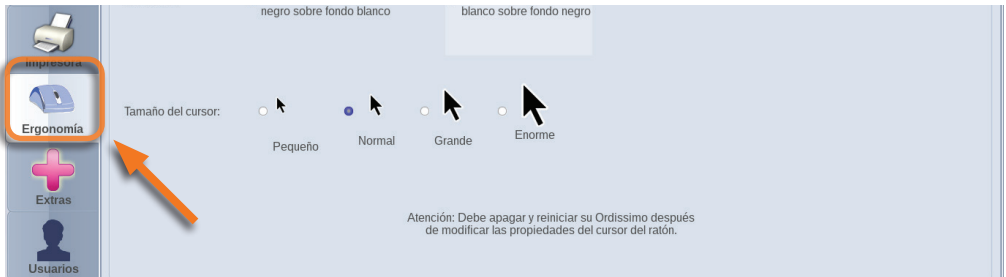 negro sobre fondo blanco
blanco sobre fondo negro
Impresora
Ergonomía
Extras
Usuarios
Tamaño del cursor:
Pequeño
Normal
Grande
Enorme
Atención: Debe apagar y reiniciar su Ordissimo después
de modificar las propiedades del cursor del ratón.